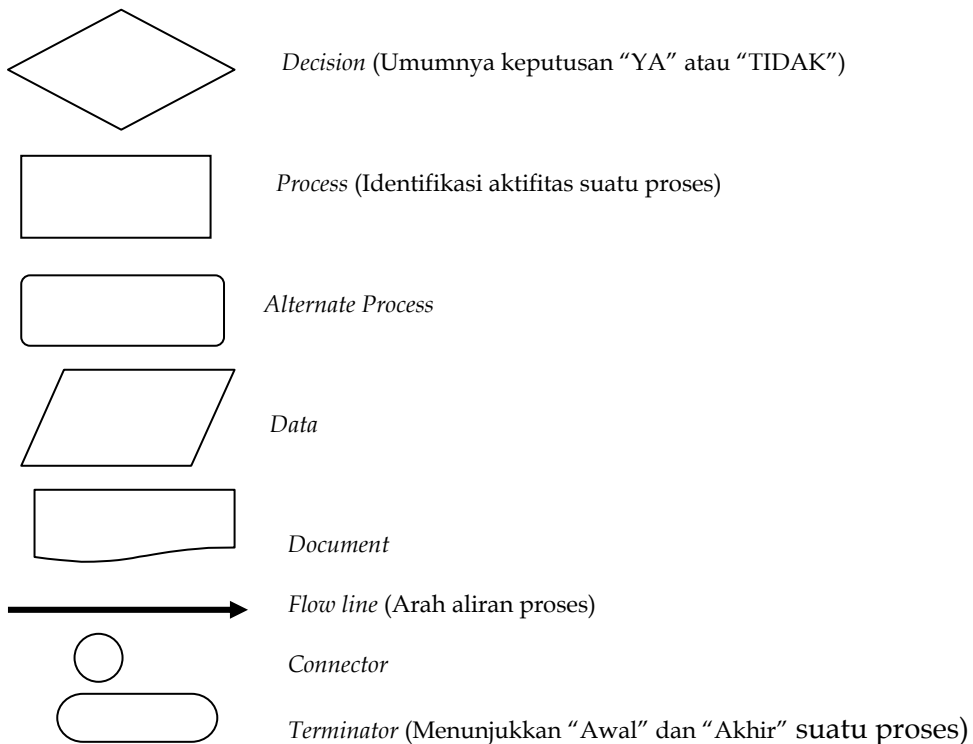 Decision (Umumnya keputusan “YA” atau “TIDAK”)
Process (Identifikasi aktifitas suatu proses)
Alternate Process
Data
Document
Flow line (Arah aliran proses)
Connector
Terminator (Menunjukkan “Awal” dan “Akhir” suatu proses)